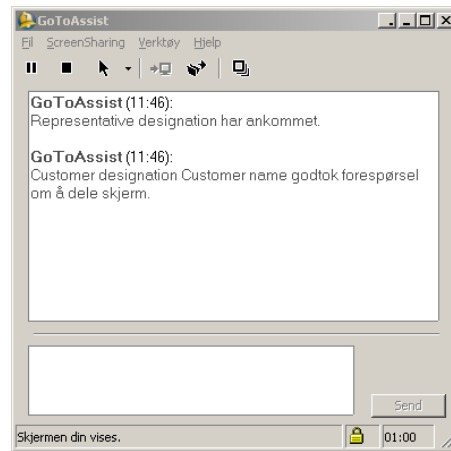 GoToAssist
Fil ScreenSharing Verktøy Hjelp
GoToAssist (11:46):
Representative designation har ankommet.
GoToAssist (11:46):
Customer designation Customer name godtok forespørsel
om å dele skjerm.
Send
Skjermen din vises.
01:00